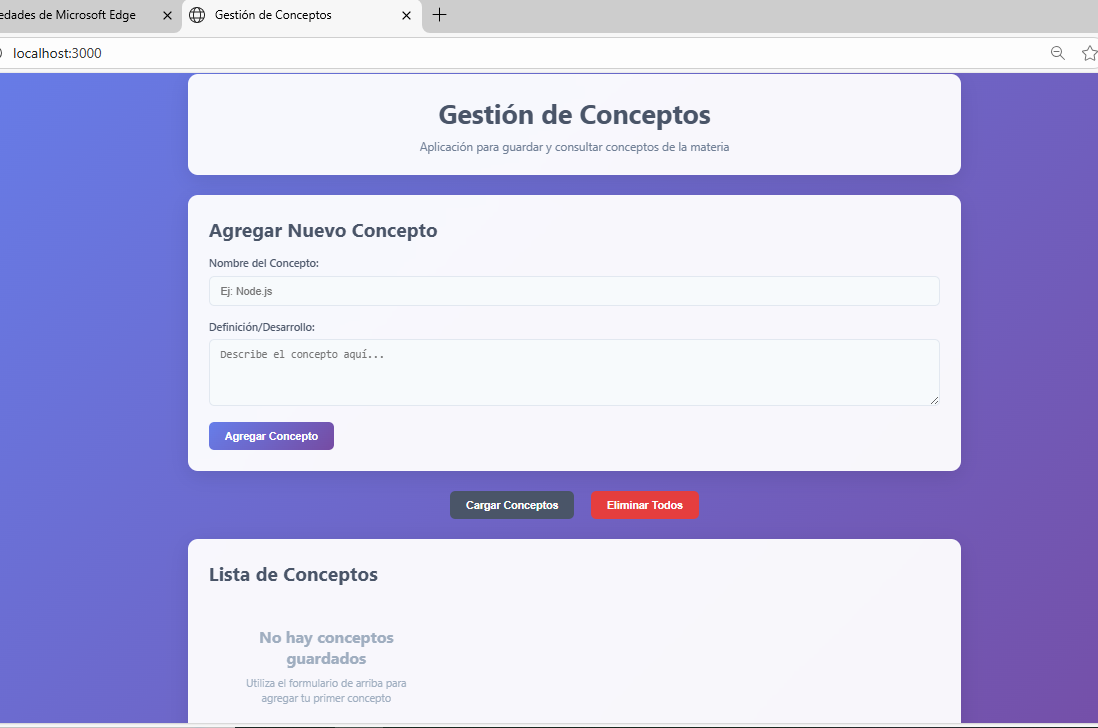 edades de Microsoft Edge
Gestión de Conceptos
localhost:3000
Gestión de Conceptos
Aplicación para guardar y consultar conceptos de la materia
Agregar Nuevo Concepto
Nombre del Concepto:
Ej: Node.js
Definición/Desarrollo:
Describe el concepto aquí...
Agregar Concepto
Cargar Conceptos
Eliminar Todos
Lista de Conceptos
No hay conceptos
guardados
Utiliza el formulario de arriba para
agregar tu primer concepto